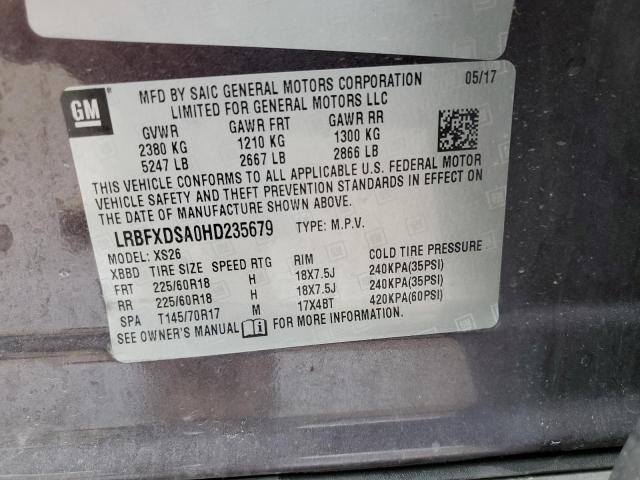 GM
MFD BY SAIC GENERAL MOTORS CORPORATION 05/17
LIMITED FOR GENERAL MOTORS LLC
GVWR GAWR FRT GAWR RR
2380 KG 1210 KG 1300 KG
5247 LB 2667 LB 2866 LB
THIS VEHICLE CONFORMS TO ALL APPLICABLE U.S. FEDERAL MOTOR
VEHICLE SAFETY AND THEFT PREVENTION STANDARDS IN EFFECT ON
THE DATE OF MANUFACTURE SHOWN ABOVE.
LRBFXDSA0HD235679 TYPE: M.P.V.
MODEL: XS26
XBBD TIRE SIZE SPEED RTG RIM COLD TIRE PRESSURE
FRT 225/60R18 H 18X7.5J 240KPA(35PSI)
RR 225/60R18 H 18X7.5J 240KPA(35PSI)
SPA T145/70R17 M 17X4BT 420KPA(60PSI)
SEE OWNER'S MANUAL FOR MORE INFORMATION.